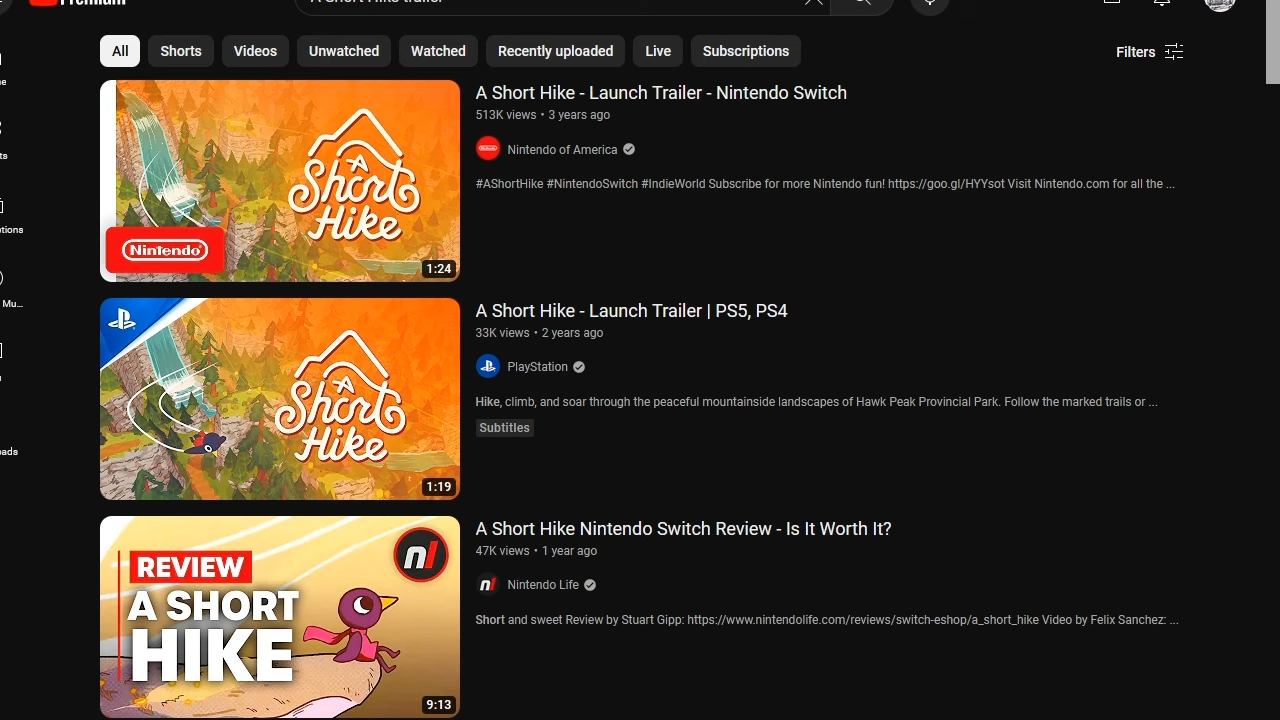 Premium
A Short Hike trailer
All
Shorts
Videos
Unwatched
Watched
Recently uploaded
Live
Subscriptions
Filters
A Short Hike
Nintendo
1:24
A Short Hike - Launch Trailer - Nintendo Switch
513K views • 3 years ago
Nintendo of America
#AShortHike #NintendoSwitch #IndieWorld Subscribe for more Nintendo fun! https://goo.gl/HYYsot Visit Nintendo.com for all the ...
A Short Hike
1:19
A Short Hike - Launch Trailer | PS5, PS4
33K views • 2 years ago
PlayStation
Hike, climb, and soar through the peaceful mountainside landscapes of Hawk Peak Provincial Park. Follow the marked trails or ...
Subtitles
REVIEW
A SHORT
HIKE
nl
9:13
A Short Hike Nintendo Switch Review - Is It Worth It?
47K views • 1 year ago
Nintendo Life
Short and sweet Review by Stuart Gipp: https://www.nintendolife.com/reviews/switch-eshop/a_short_hike Video by Felix Sanchez: ...